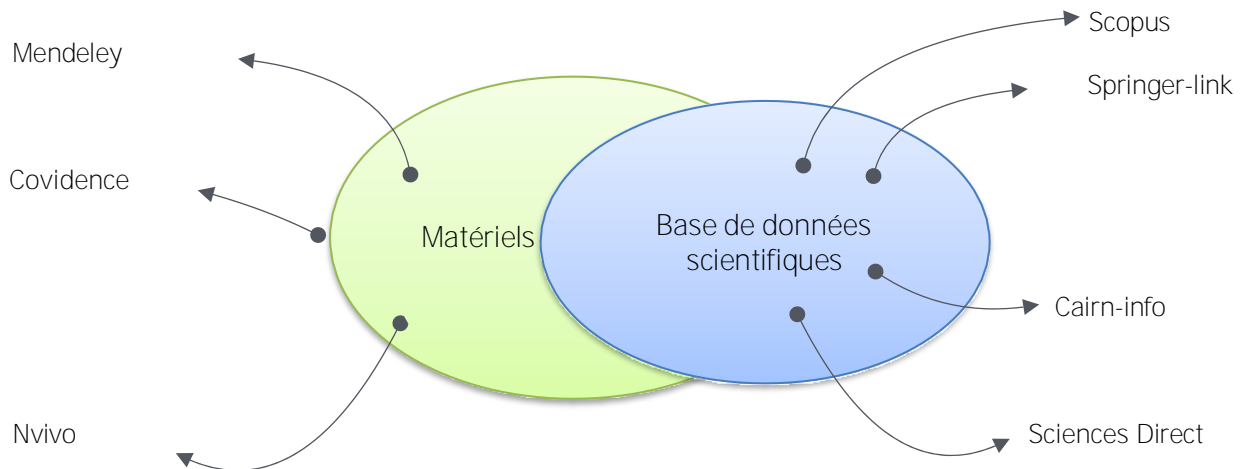 Scopus
Mendeley
Springer-link
Covidence
Matériels
Base de données
scientifiques
Cairn-info
Nvivo
Sciences Direct